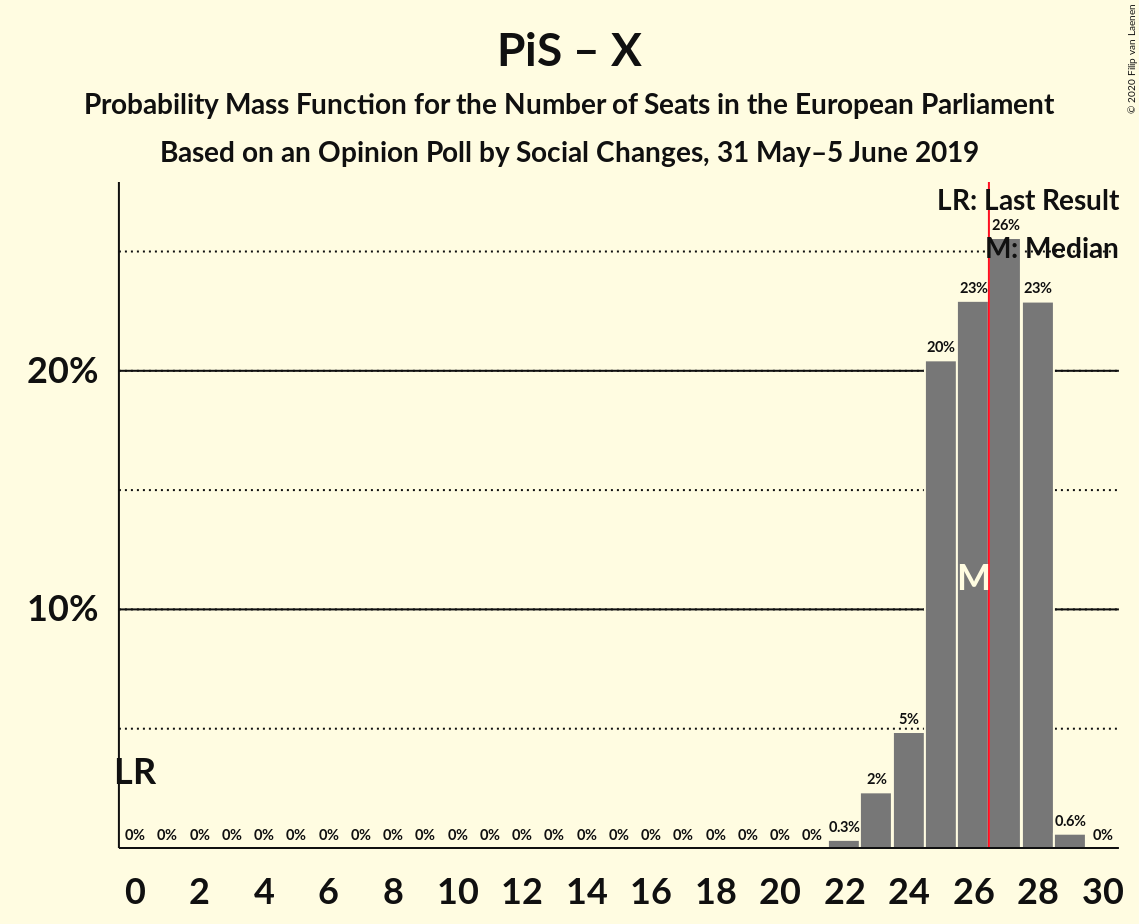 PiS – X
Probability Mass Function for the Number of Seats in the European Parliament
Based on an Opinion Poll by Social Changes, 31 May–5 June 2019
© 2020 Filip van Laenen
LR: Last Result
M: Median
26%
23% 23%
20%
20%
M
10%
5%
LR
2%
0% 0% 0% 0% 0% 0% 0% 0% 0% 0% 0% 0% 0% 0% 0% 0% 0% 0% 0% 0% 0% 0% 0.3% 0.6% 0%
0 2 4 6 8 10 12 14 16 18 20 22 24 26 28 30